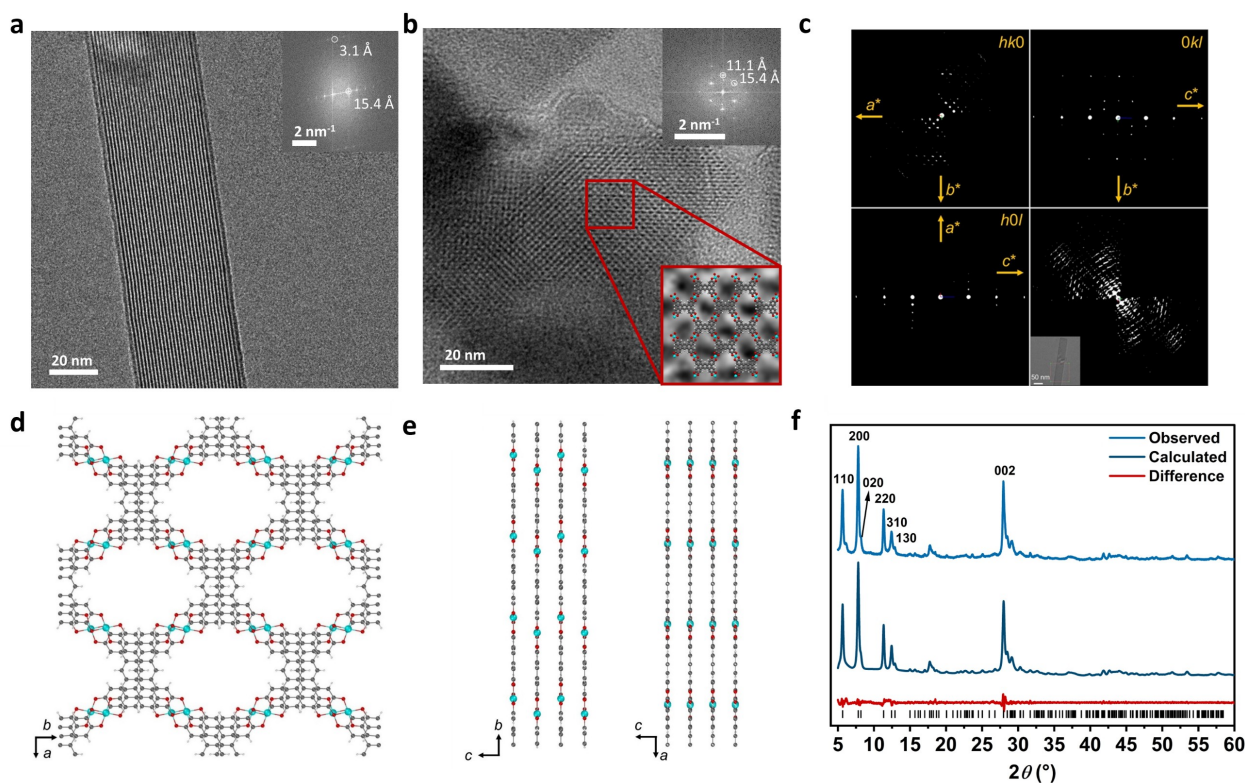 a
3.1 Å
15.4 Å
2 nm⁻¹
20 nm
b
11.1 Å
15.4 Å
2 nm⁻¹
20 nm
c
hk0
a*
b*
0kl
c*
b*
h0l
a*
c*
50 nm
d
b
a
e
b
c
c
a
f
Observed
Calculated
Difference
110
200
020
220
310
130
002
5 10 15 20 25 30 35 40 45 50 55 60
2θ (°)